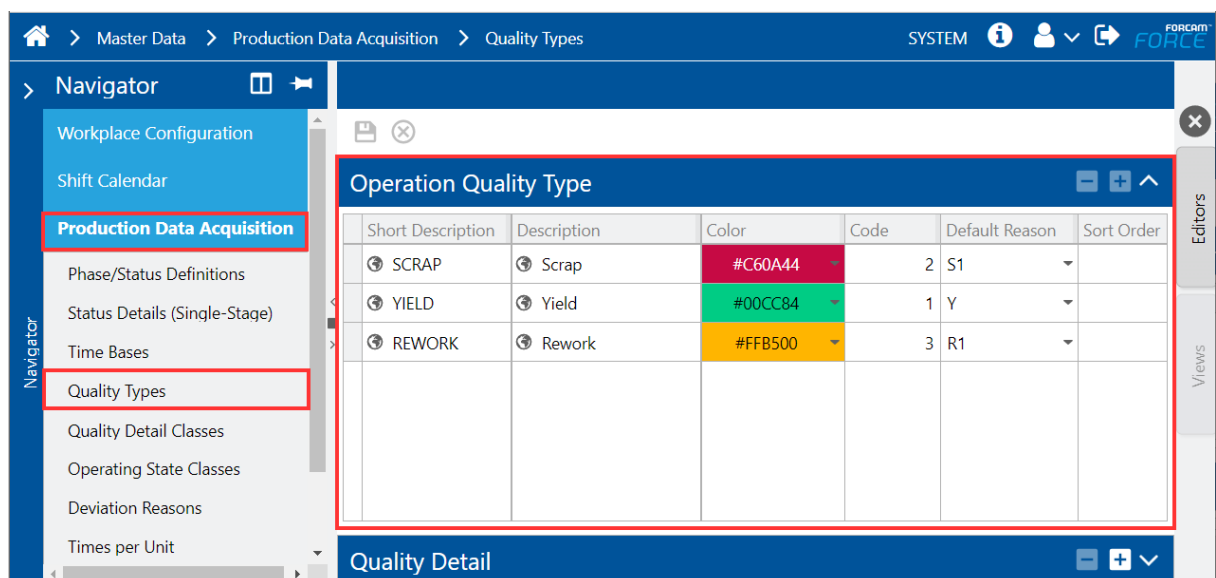 Master Data > Production Data Acquisition > Quality Types SYSTEM FORCAM FORCE
Navigator
Workplace Configuration
Shift Calendar
Production Data Acquisition
Phase/Status Definitions
Status Details (Single-Stage)
Time Bases
Quality Types
Quality Detail Classes
Operating State Classes
Deviation Reasons
Times per Unit
Navigator
Operation Quality Type
Short Description Description Color Code Default Reason Sort Order
SCRAP Scrap #C60A44 2 S1
YIELD Yield #00CC84 1 Y
REWORK Rework #FFB500 3 R1
Quality Detail
Editors
Views